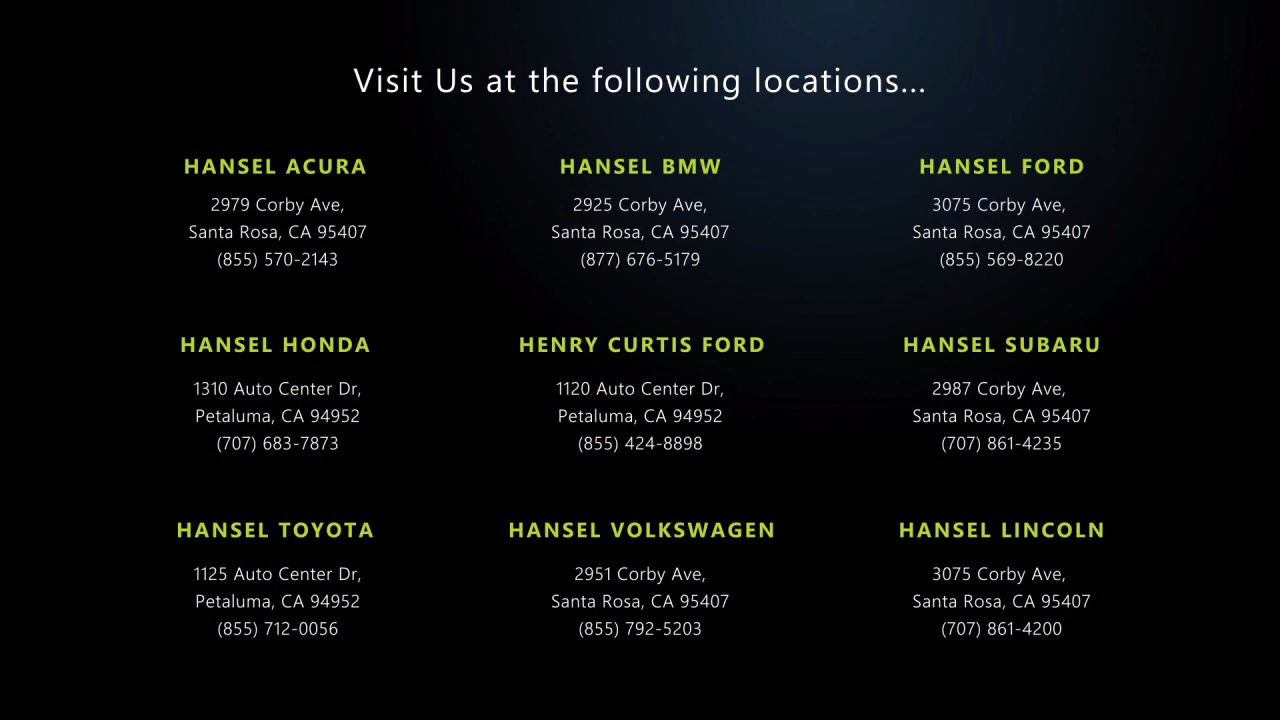 Visit Us at the following locations...
HANSEL ACURA
2979 Corby Ave,
Santa Rosa, CA 95407
(855) 570-2143
HANSEL BMW
2925 Corby Ave,
Santa Rosa, CA 95407
(877) 676-5179
HANSEL FORD
3075 Corby Ave,
Santa Rosa, CA 95407
(855) 569-8220
HANSEL HONDA
1310 Auto Center Dr,
Petaluma, CA 94952
(707) 683-7873
HENRY CURTIS FORD
1120 Auto Center Dr,
Petaluma, CA 94952
(855) 424-8898
HANSEL SUBARU
2987 Corby Ave,
Santa Rosa, CA 95407
(707) 861-4235
HANSEL TOYOTA
1125 Auto Center Dr,
Petaluma, CA 94952
(855) 712-0056
HANSEL VOLKSWAGEN
2951 Corby Ave,
Santa Rosa, CA 95407
(855) 792-5203
HANSEL LINCOLN
3075 Corby Ave,
Santa Rosa, CA 95407
(707) 861-4200